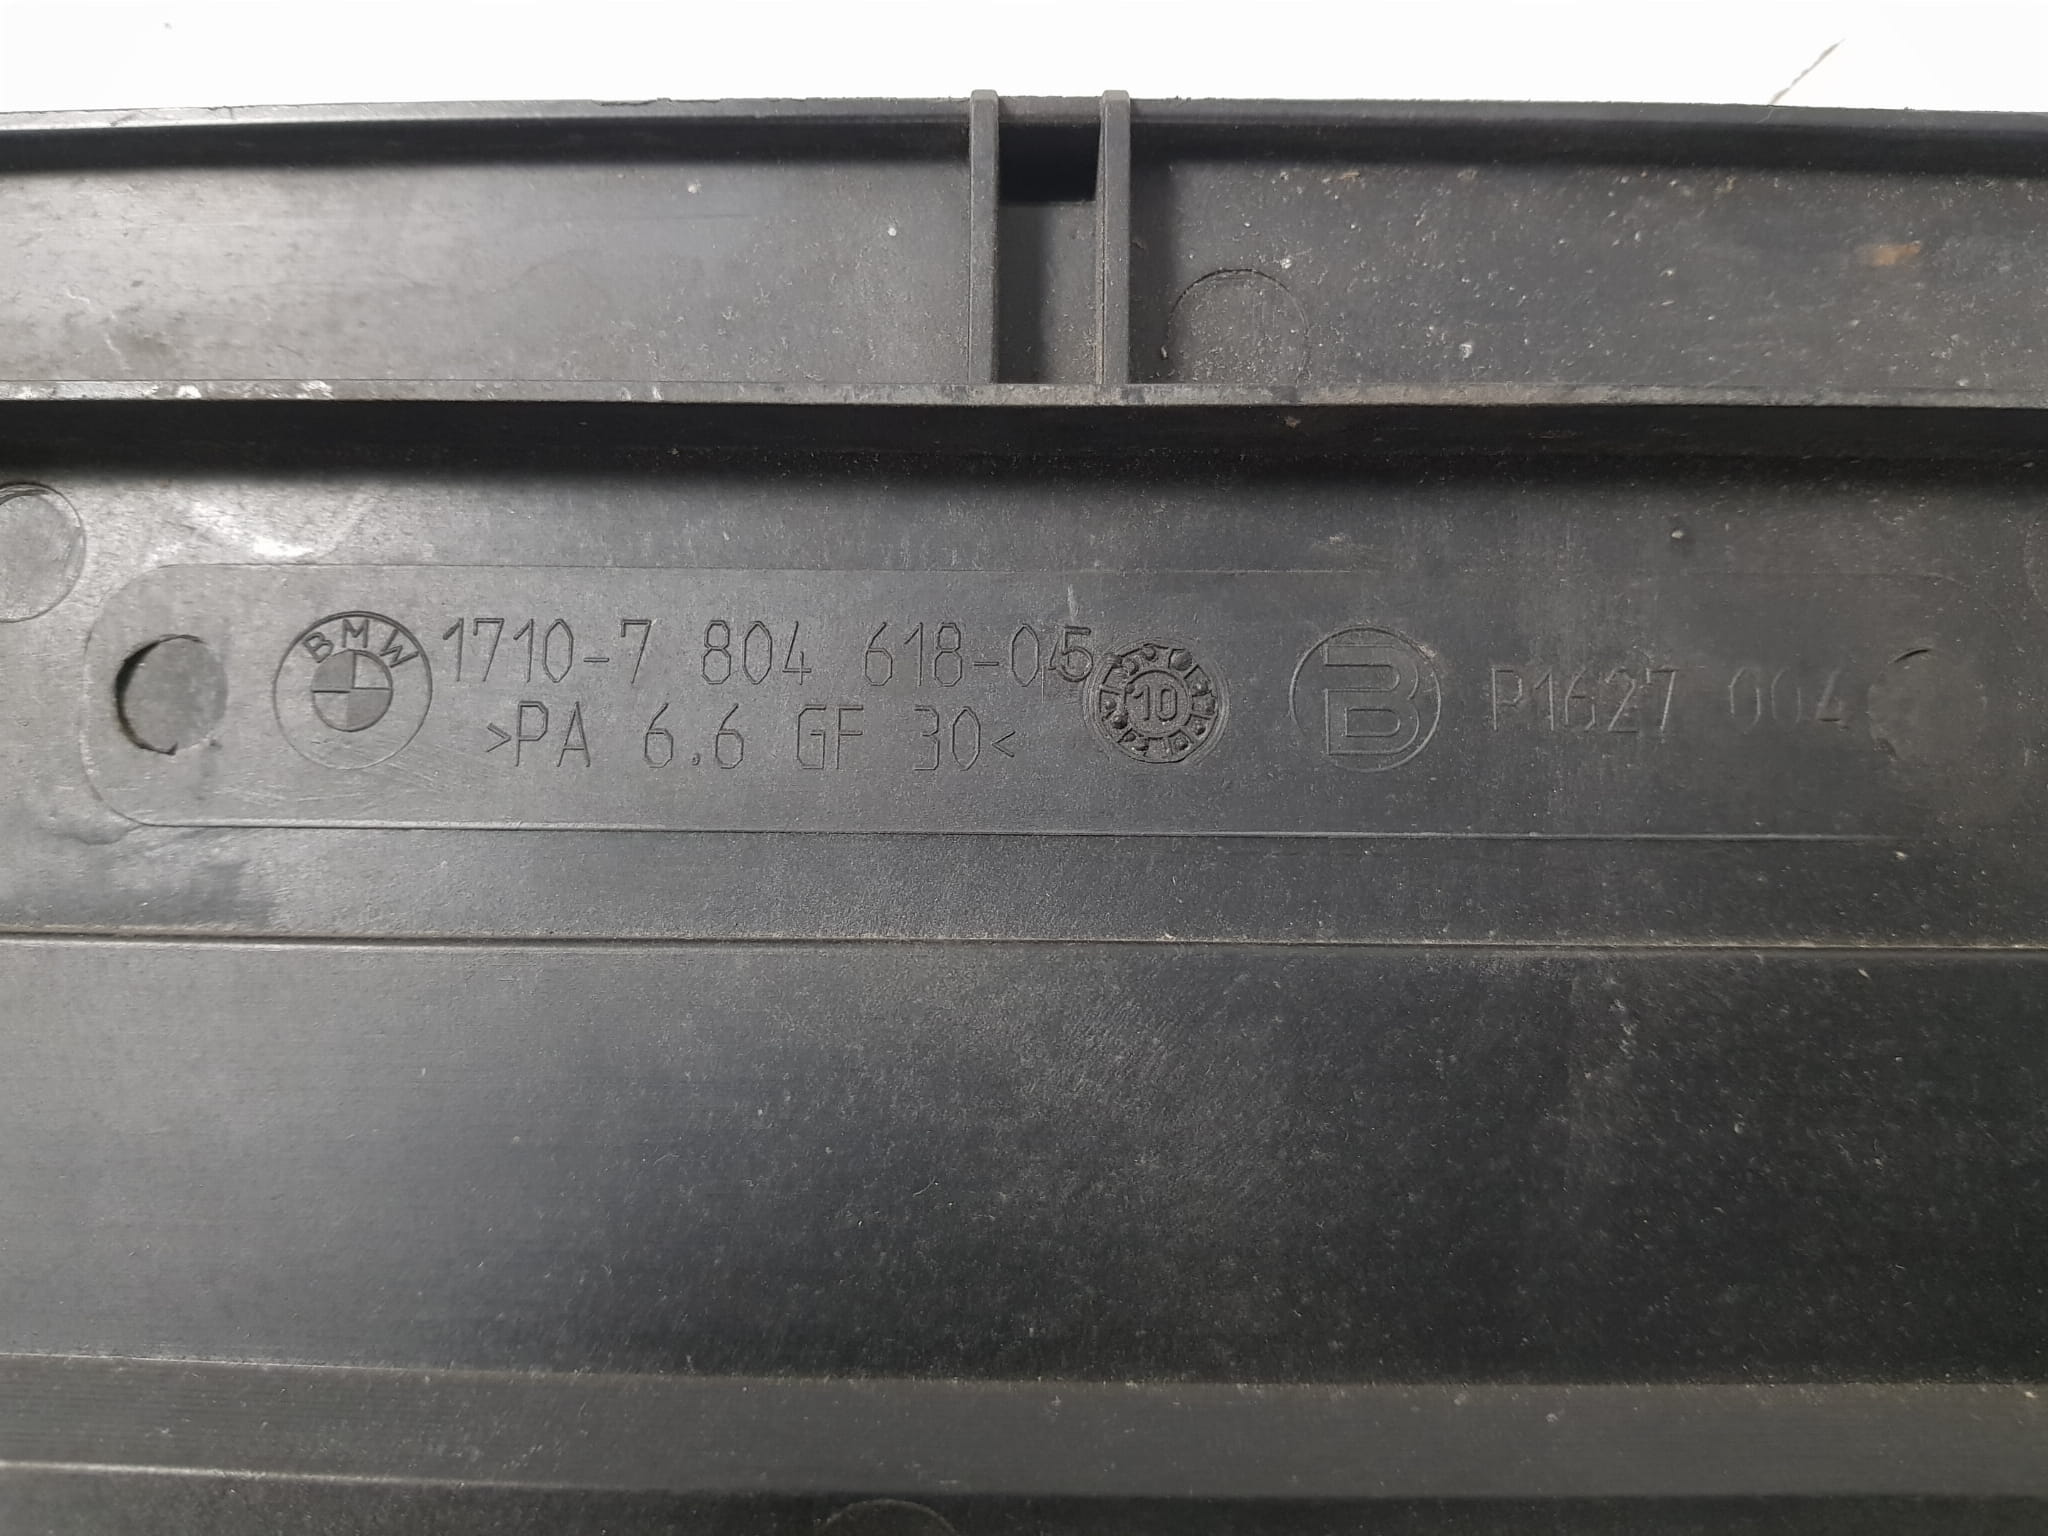 BMW 1710-7 804 618-05
>PA 6.6 GF 30<
10
B P1627 004